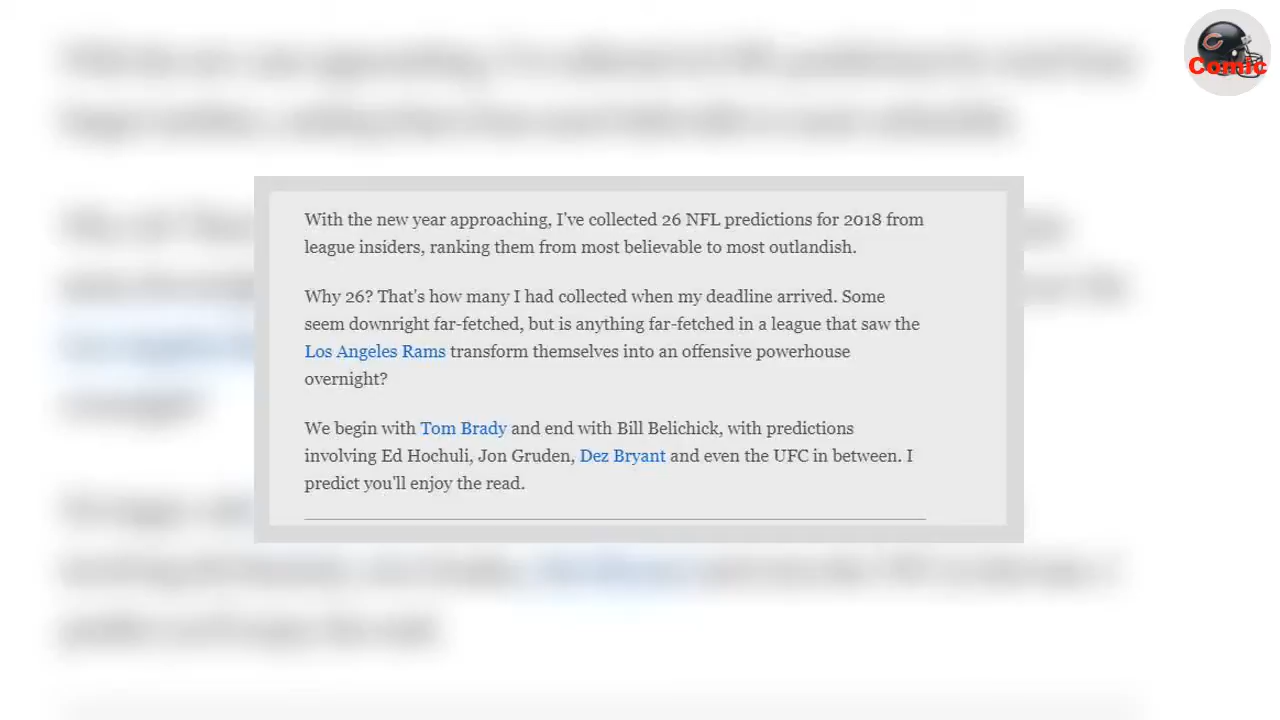 Comic
With the new year approaching, I've collected 26 NFL predictions for 2018 from
league insiders, ranking them from most believable to most outlandish.
Why 26? That's how many I had collected when my deadline arrived. Some
seem downright far-fetched, but is anything far-fetched in a league that saw the
Los Angeles Rams transform themselves into an offensive powerhouse
overnight?
We begin with Tom Brady and end with Bill Belichick, with predictions
involving Ed Hochuli, Jon Gruden, Dez Bryant and even the UFC in between. I
predict you'll enjoy the read.